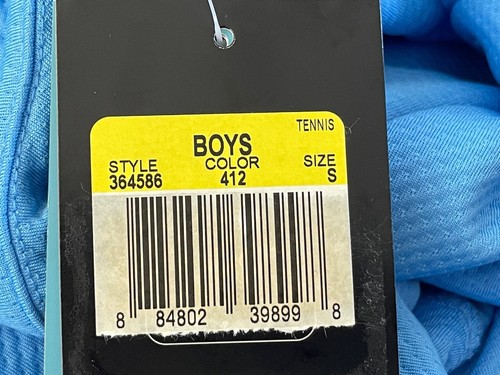 TENNIS
BOYS
STYLE COLOR SIZE
364586 412 S
8 84802 39899 8